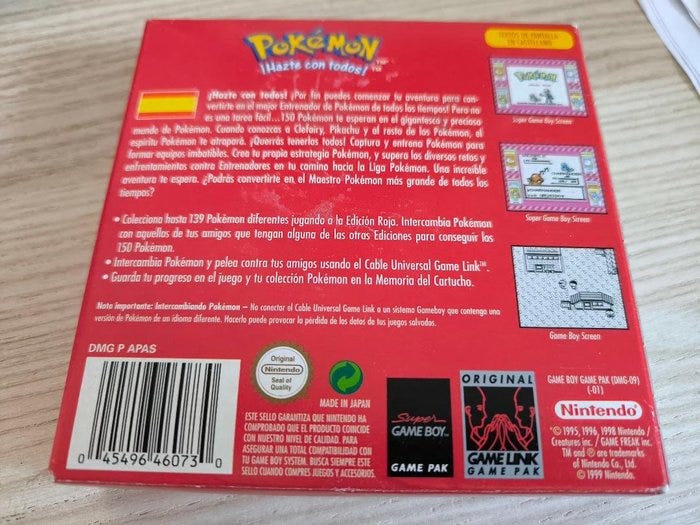 POKéMON™
¡Hazte con todos!™
TEXTOS DE PANTALLA
EN CASTELLANO
¡Hazte con todos! ¡Por fin puedes comenzar tu aventura para con-
vertirte en el mejor Entrenador de Pokémon de todos los tiempos! Pero no
es una tarea fácil...150 Pokémon te esperan en el gigantesco y precioso
mundo de Pokémon. Cuando conozcas a Clefairy, Pikachu y al resto de los Pokémon, el
espíritu Pokémon te atrapará. ¡Querrás tenerlos todos! Captura y entrena Pokémon para
formar equipos imbatibles. Crea tu propia estrategia Pokémon, y supera los diversos retos y
enfrentamientos contra Entrenadores en tu camino hacia la Liga Pokémon. Una increíble
aventura te espera. ¿Podrás convertirte en el Maestro Pokémon más grande de todos los
tiempos?
• Colecciona hasta 139 Pokémon diferentes jugando a la Edición Roja. Intercambia Pokémon
con aquellos de tus amigos que tengan alguna de las otras Ediciones para conseguir los
150 Pokémon.
• Intercambia Pokémon y pelea contra tus amigos usando el Cable Universal Game Link™.
• Guarda tu progreso en el juego y tu colección Pokémon en la Memoria del Cartucho.
Nota importante: Intercambiando Pokémon – No conectar el Cable Universal Game Link a un sistema Gameboy que contenga una
versión de Pokémon de un idioma diferente. Hacerlo puede provocar la pérdida de los datos de tus juegos salvados.
POKéMON
Super Game Boy Screen
Super Game Boy Screen
Game Boy Screen
DMG P APAS
0 45496 46073 0
Original
Nintendo
Seal of
Quality
MADE IN JAPAN
ESTE SELLO GARANTIZA QUE NINTENDO HA
COMPROBADO QUE EL PRODUCTO COINCIDE
CON NUESTRO NIVEL DE CALIDAD. PARA
ASEGURAR UNA TOTAL COMPATIBILIDAD CON
TU GAME BOY SYSTEM, BUSCA SIEMPRE ESTE
SELLO CUANDO COMPRES JUEGOS Y ACCESORIOS.
Super
GAME BOY™
GAME PAK
ORIGINAL
GAME LINK™
GAME PAK
GAME BOY GAME PAK (DMG-09)
(-01)
Nintendo®
©1995, 1996, 1998 Nintendo /
Creatures inc. / GAME FREAK inc.
TM and ® are trademarks
of Nintendo Co., Ltd.
© 1999 Nintendo.